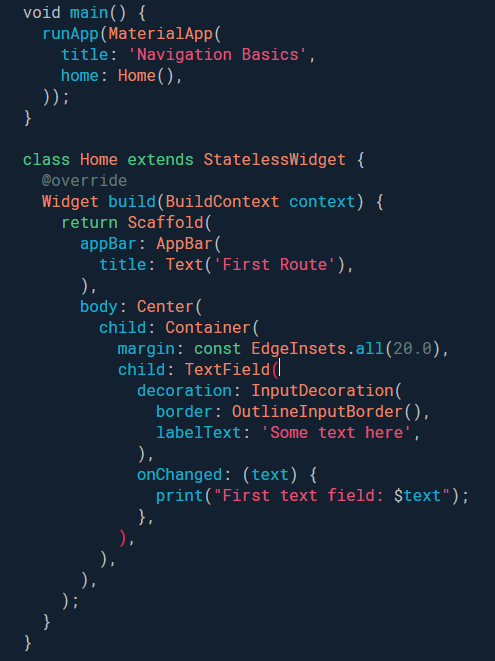 void main() {
  runApp(MaterialApp(
    title: 'Navigation Basics',
    home: Home(),
  ));
}

class Home extends StatelessWidget {
  @override
  Widget build(BuildContext context) {
    return Scaffold(
      appBar: AppBar(
        title: Text('First Route'),
      ),
      body: Center(
        child: Container(
          margin: const EdgeInsets.all(20.0),
          child: TextField(
            decoration: InputDecoration(
              border: OutlineInputBorder(),
              labelText: 'Some text here',
            ),
            onChanged: (text) {
              print("First text field: $text");
            },
          ),
        ),
      ),
    );
  }
}